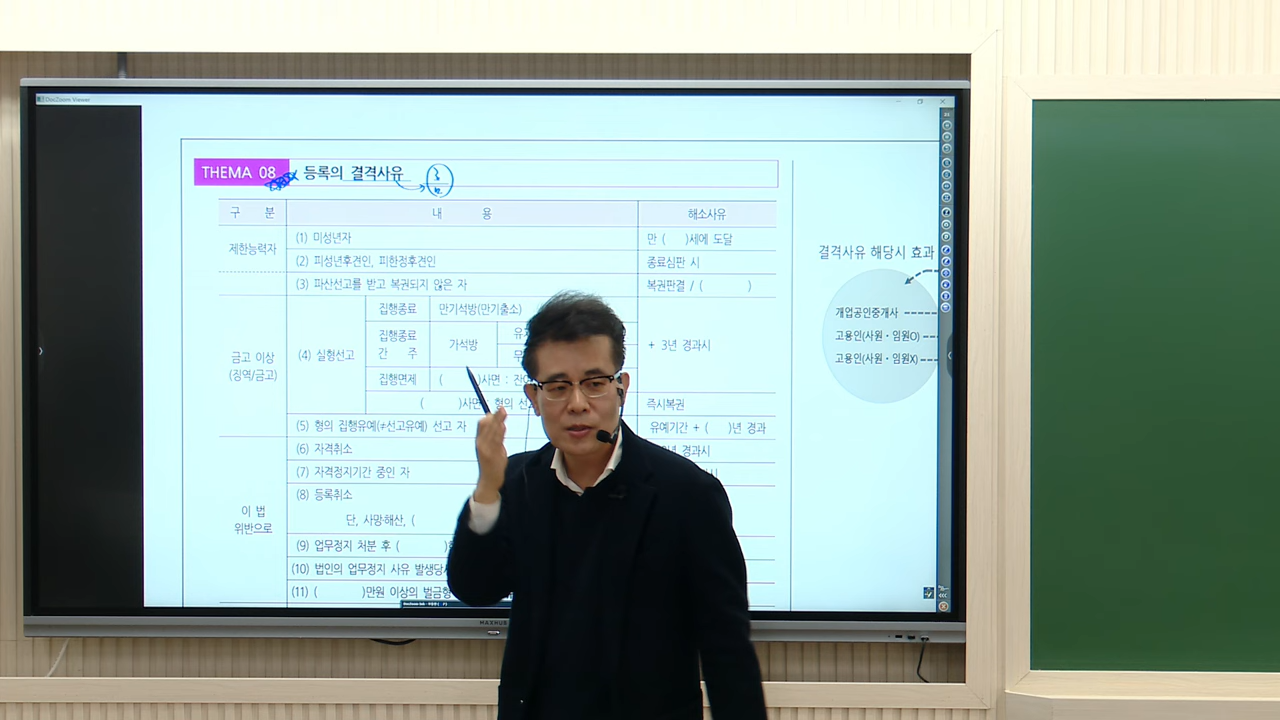 DocZoom Viewer
THEMA 08 등록의 결격사유
구 분 내 용 해소사유
제한능력자
(1) 미성년자 만 ( )세에 도달
(2) 피성년후견인, 피한정후견인 종료심판 시
(3) 파산선고를 받고 복권되지 않은 자 복권판결 / ( )
금고 이상
(징역/금고)
(4) 실형선고
집행종료 만기석방(만기출소)
집행종료
간 주
가석방
집행면제 ( )사면 :
+ 3년 경과시
( )사면 형의 즉시복권
(5) 형의 집행유예(≠선고유예) 선고 자 유예기간 + ( )년 경과
이 법
위반으로
(6) 자격취소 경과시
(7) 자격정지기간 중인 자
(8) 등록취소
단, 사망·해산, (
(9) 업무정지 처분 후 ( )
(10) 법인의 업무정지 사유 발생당시
(11) ( )만원 이상의 벌금형
결격사유 해당시 효과
개업공인중개사
고용인(사원·임원O)
고용인(사원·임원X)
MAXHUB